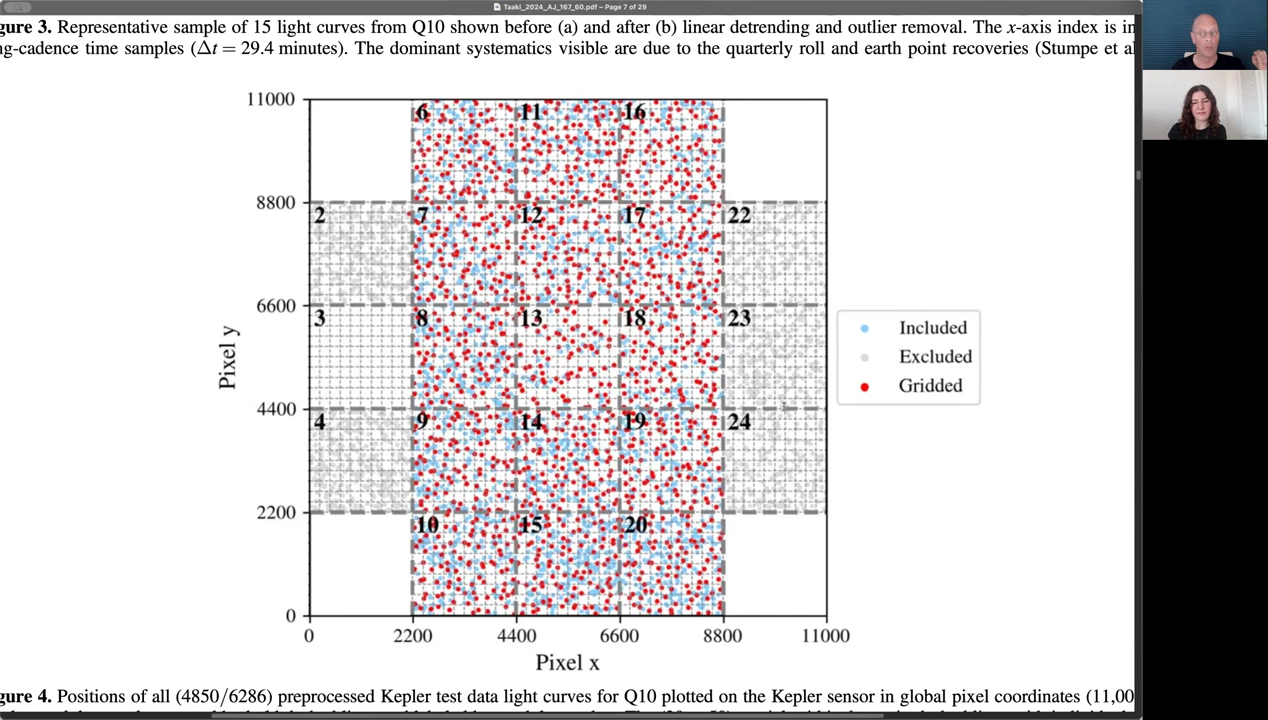 Taaki_2024_AJ_167_60.pdf – Page 7 of 29
gure 3. Representative sample of 15 light curves from Q10 shown before (a) and after (b) linear detrending and outlier removal. The x-axis index is in
ng-cadence time samples (Δt = 29.4 minutes). The dominant systematics visible are due to the quarterly roll and earth point recoveries (Stumpe et al
11000
6 11 16
8800
2 7 12 17 22
6600
3 8 13 18 23
Pixel y
Included
Excluded
Gridded
4400
4 9 14 19 24
2200
10 15 20
0
0 2200 4400 6600 8800 11000
Pixel x
gure 4. Positions of all (4850/6286) preprocessed Kepler test data light curves for Q10 plotted on the Kepler sensor in global pixel coordinates (11,00